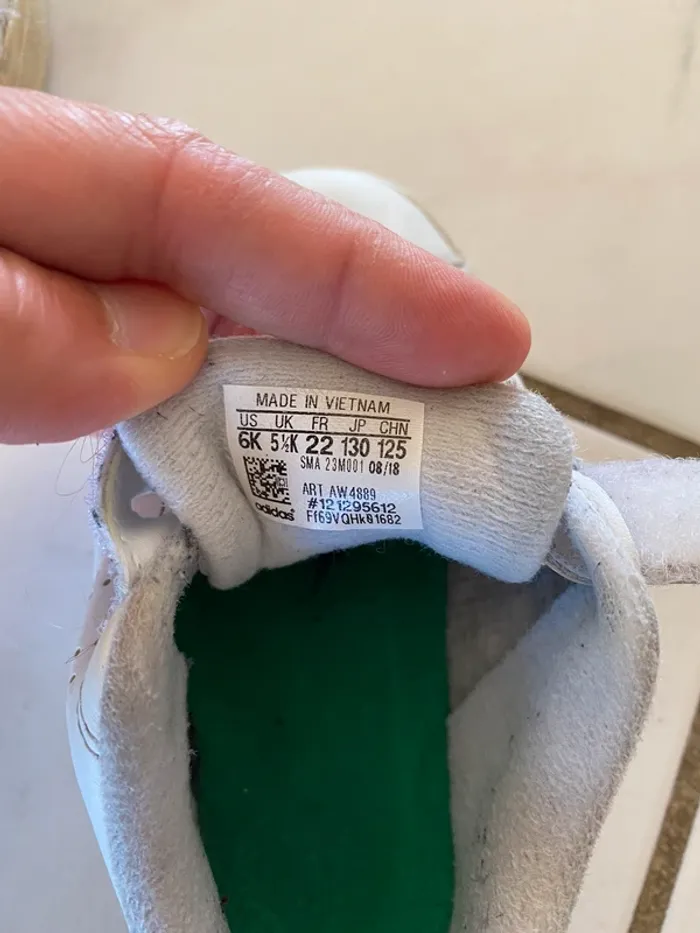 MADE IN VIETNAM
US UK FR JP CHN
6K 5½K 22 130 125
SMA 23M001 08/18
ART AW4889
#121295612
adidas Ff69VQHk01682